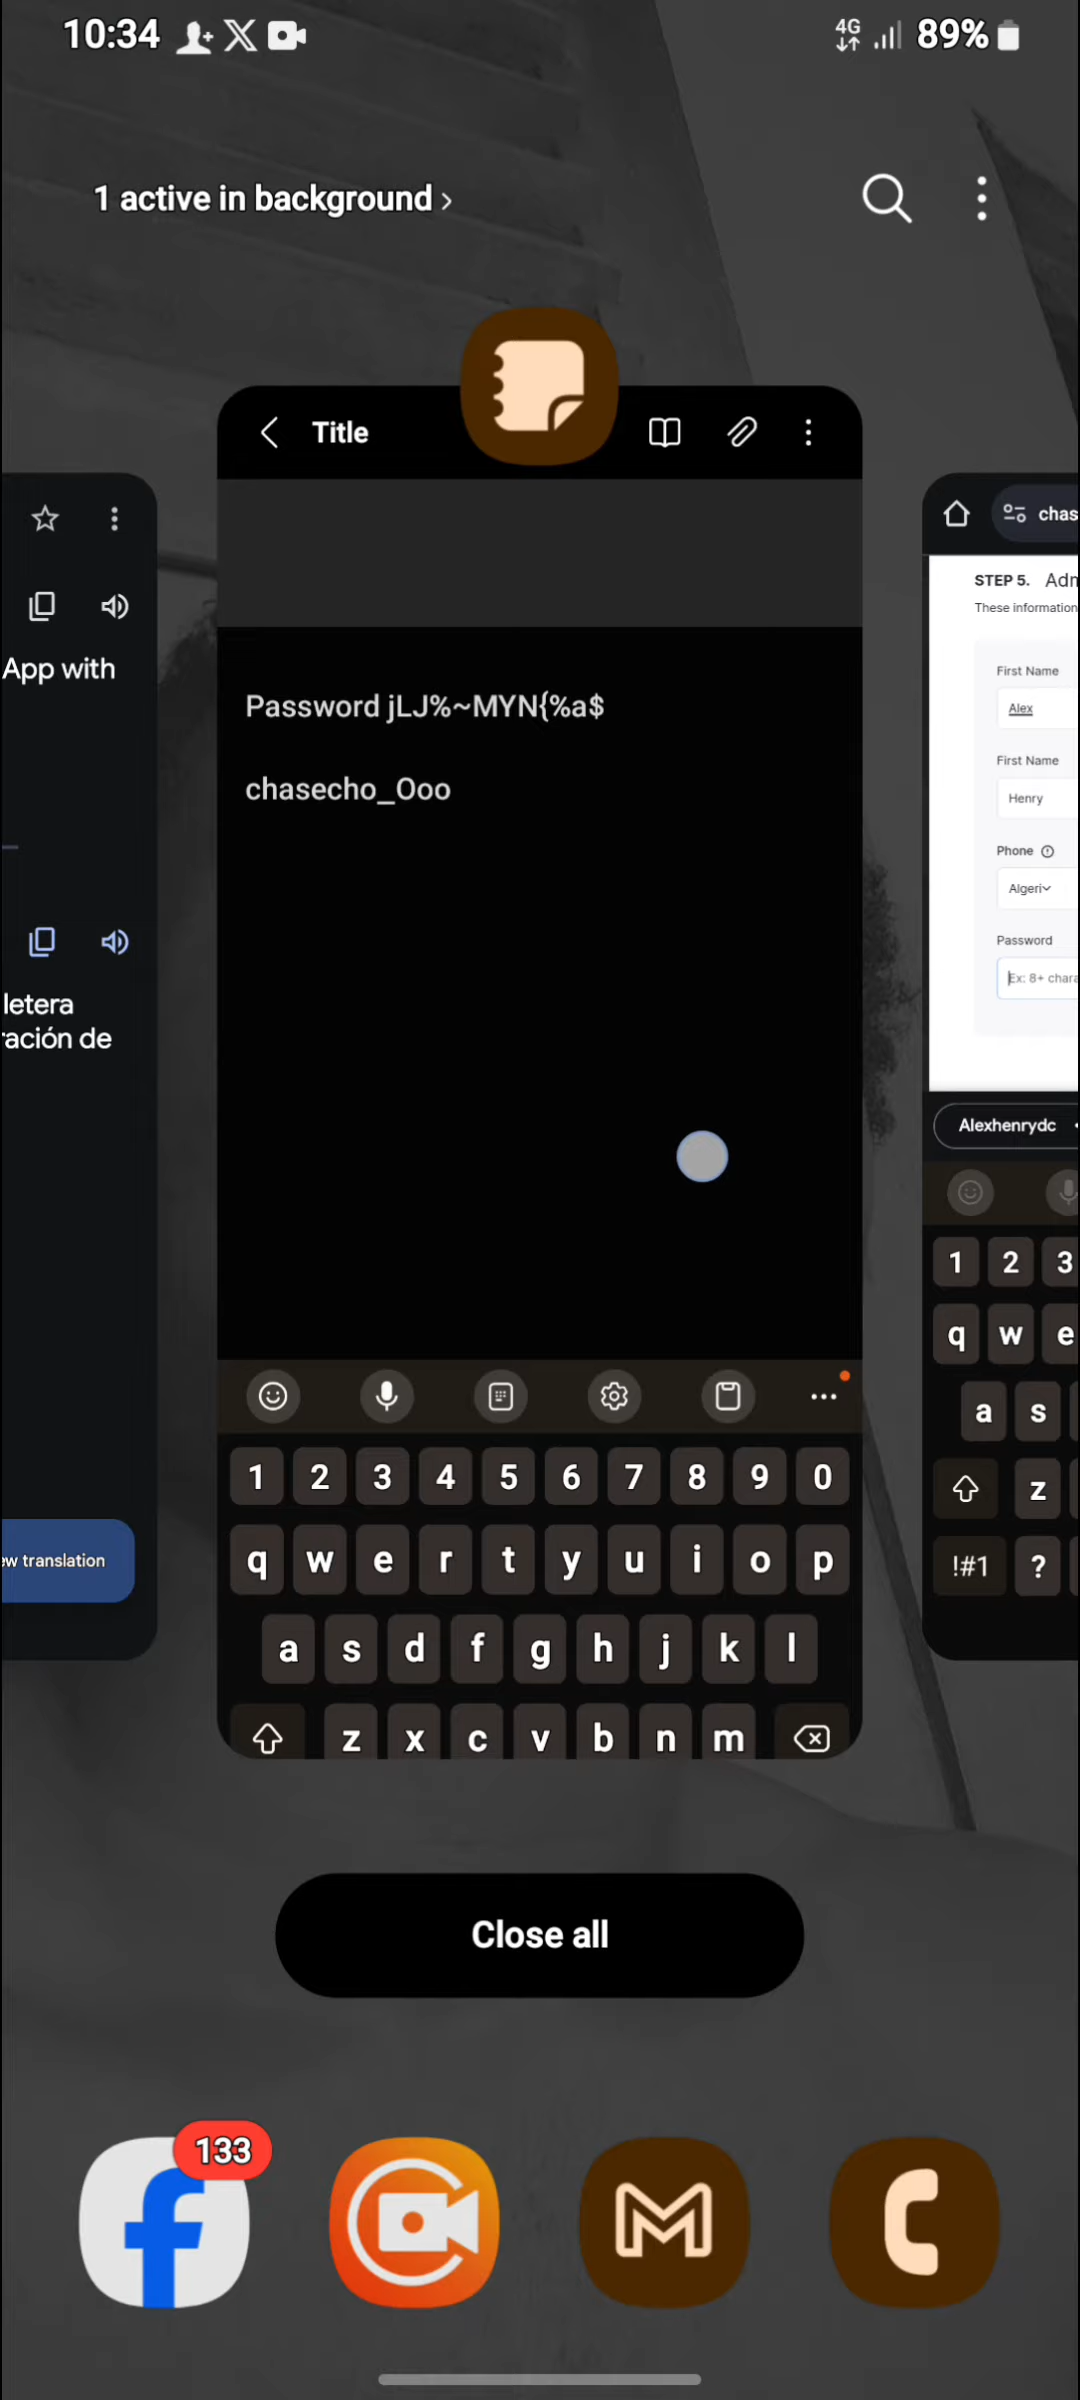 10:34
4G
89%
1 active in background ›
Title
App with
letera
ración de
ew translation
Password jLJ%~MYN{%a$
chasecho_Ooo
chas
STEP 5. Adm
These information
First Name
Alex
First Name
Henry
Phone
Algeri
Password
Ex: 8+ chara
Alexhenrydc
1 2 3
q w e
a s
z
!#1 ?
1 2 3 4 5 6 7 8 9 0
q w e r t y u i o p
a s d f g h j k l
z x c v b n m
Close all
133